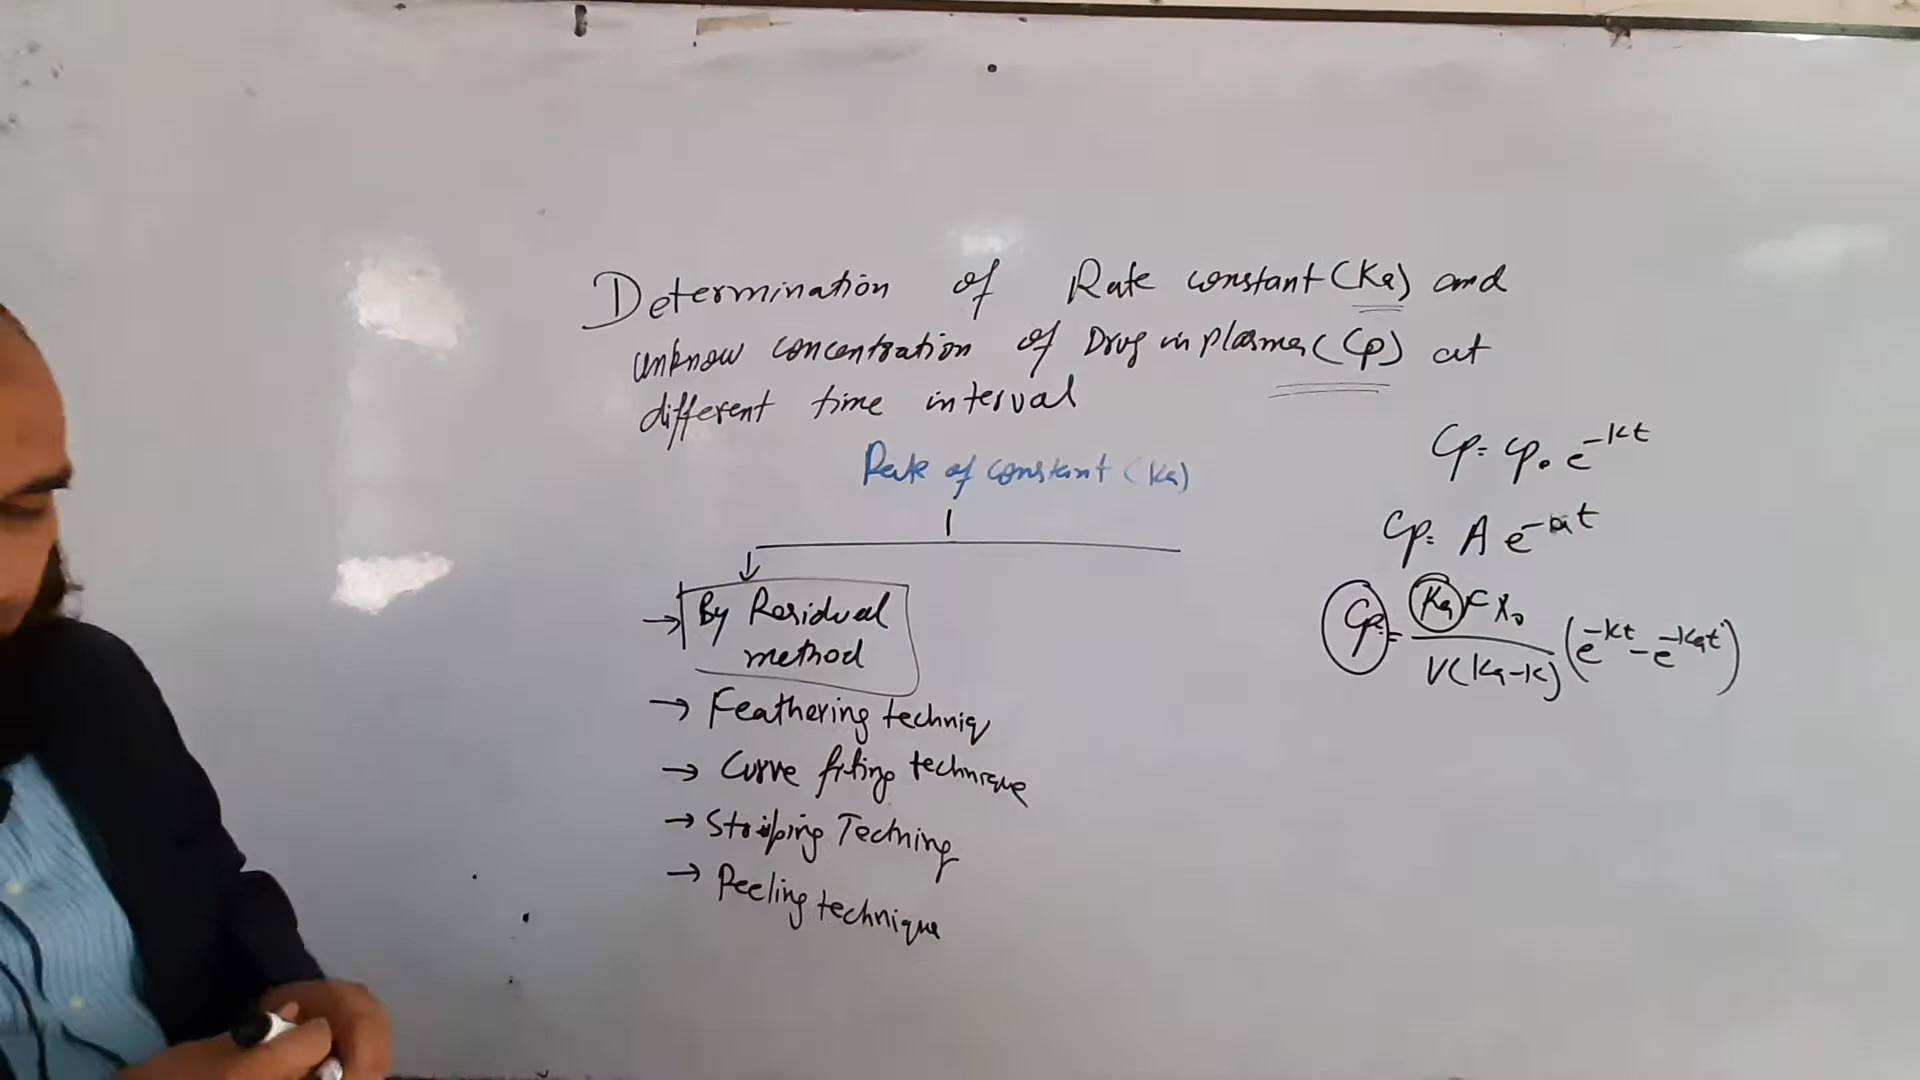 Determination of Rate constant (Ka) and
unknow concentration of Drug in plasma (Cp) at
different time interval
Rate of constant (Ka)
→ By Residual
method
→ Feathering techniq
→ Curve fiting technique
→ Striping Techninq
→ Peeling technique
Cp = Cp₀ e^-kt
Cp = A e^-αt
Cp = Ka F X₀ / V(Ka-K) (e^-kt - e^-Kat)